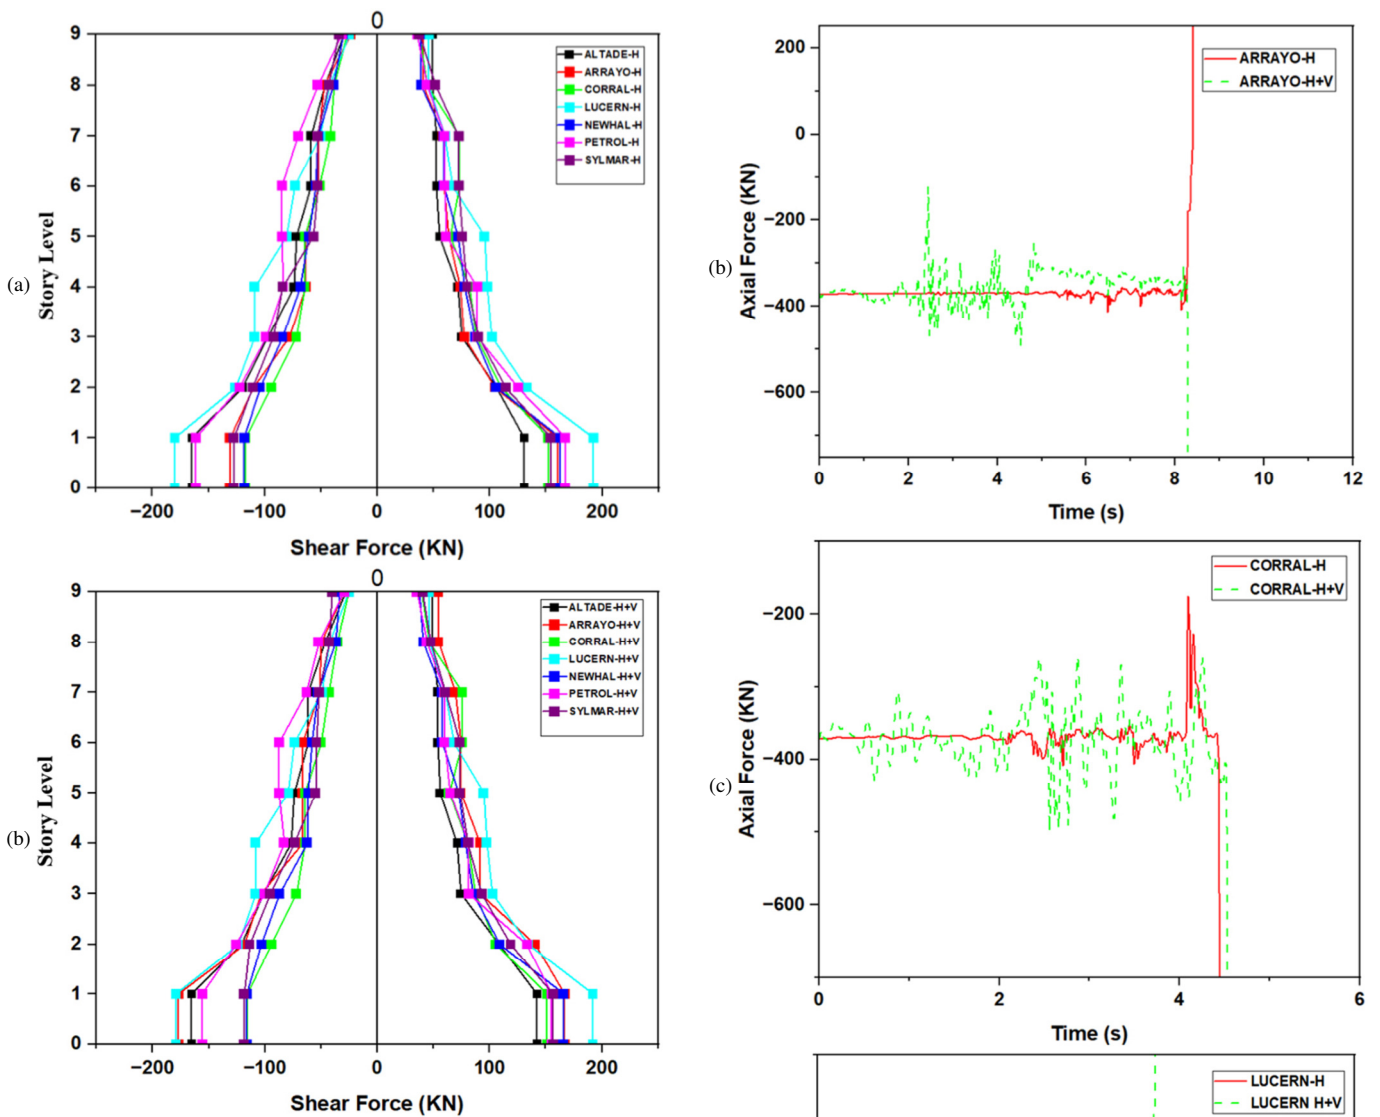 (a)
0
9
8
7
6
5
4
3
2
1
0
Story Level
ALTADE-H
ARRAYO-H
CORRAL-H
LUCERN-H
NEWHAL-H
PETROL-H
SYLMAR-H
−200 −100 0 100 200
Shear Force (KN)
(b)
0
9
8
7
6
5
4
3
2
1
0
Story Level
ALTADE-H+V
ARRAYO-H+V
CORRAL-H+V
LUCERN-H+V
NEWHAL-H+V
PETROL-H+V
SYLMAR-H+V
−200 −100 0 100 200
Shear Force (KN)
(b)
200
0
−200
−400
−600
Axial Force (KN)
ARRAYO-H
ARRAYO-H+V
0 2 4 6 8 10 12
Time (s)
(c)
−200
−400
−600
Axial Force (KN)
CORRAL-H
CORRAL-H+V
0 2 4 6
Time (s)
LUCERN-H
LUCERN H+V